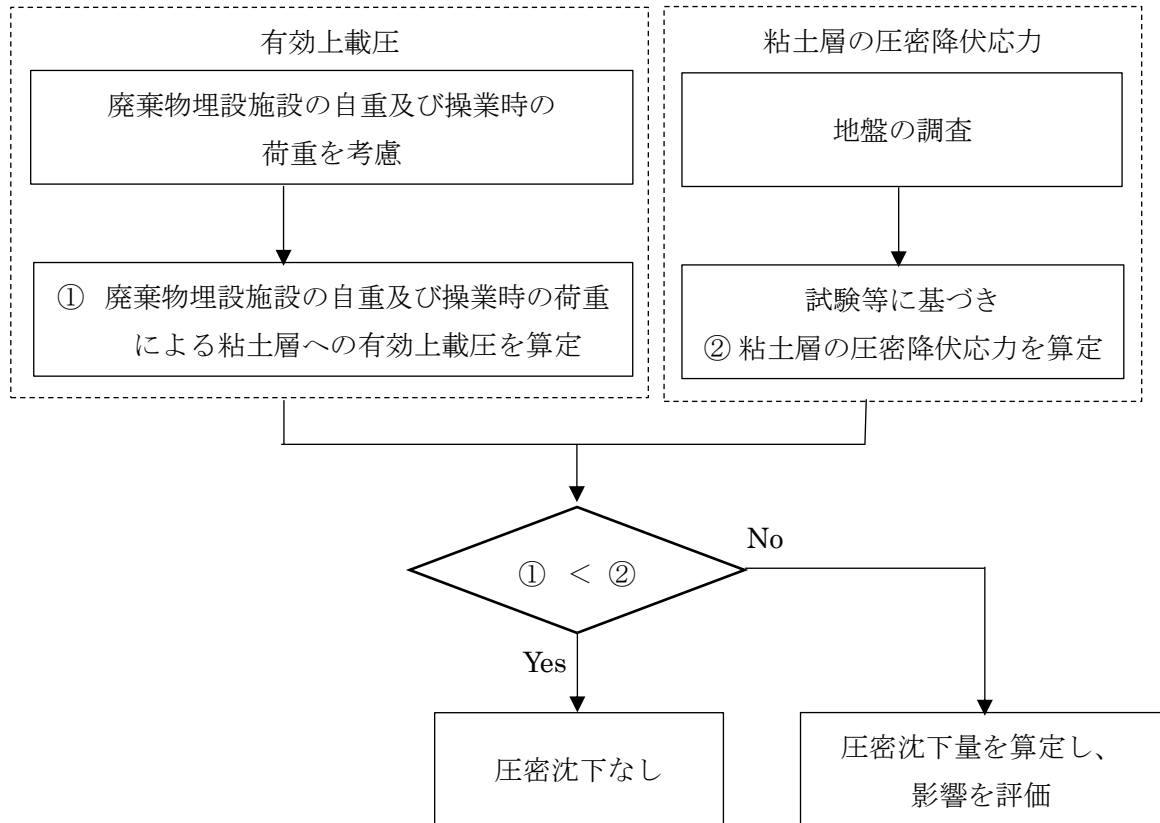 有効上載圧
廃棄物埋設施設の自重及び操業時の
荷重を考慮
① 廃棄物埋設施設の自重及び操業時の荷重
による粘土層への有効上載圧を算定
粘土層の圧密降伏応力
地盤の調査
試験等に基づき
② 粘土層の圧密降伏応力を算定
① < ②
No
Yes
圧密沈下なし
圧密沈下量を算定し、
影響を評価